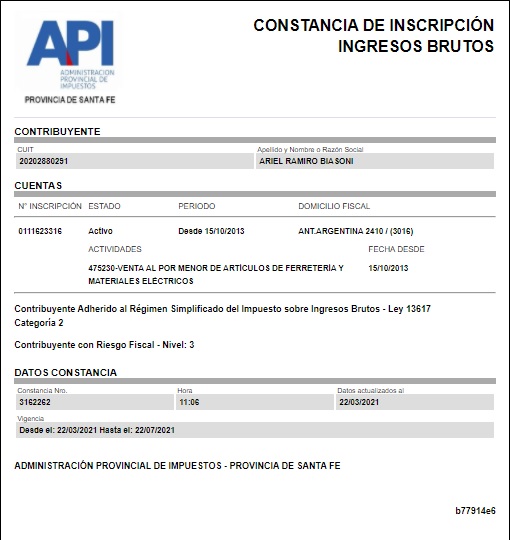 CONSTANCIA DE INSCRIPCIÓN
INGRESOS BRUTOS
API
ADMINISTRACION
PROVINCIAL DE
IMPUESTOS
PROVINCIA DE SANTA FE
CONTRIBUYENTE
CUIT Apellido y Nombre o Razón Social
20202880291 ARIEL RAMIRO BIASONI
CUENTAS
N° INSCRIPCIÓN ESTADO PERIODO DOMICILIO FISCAL
0111623316 Activo Desde 15/10/2013 ANT.ARGENTINA 2410 / (3016)
ACTIVIDADES FECHA DESDE
475230-VENTA AL POR MENOR DE ARTÍCULOS DE FERRETERÍA Y 15/10/2013
MATERIALES ELÉCTRICOS
Contribuyente Adherido al Régimen Simplificado del Impuesto sobre Ingresos Brutos - Ley 13617
Categoría 2
Contribuyente con Riesgo Fiscal - Nivel: 3
DATOS CONSTANCIA
Constancia Nro. Hora Datos actualizados al
3162262 11:06 22/03/2021
Vigencia
Desde el: 22/03/2021 Hasta el: 22/07/2021
ADMINISTRACIÓN PROVINCIAL DE IMPUESTOS - PROVINCIA DE SANTA FE
b77914e6